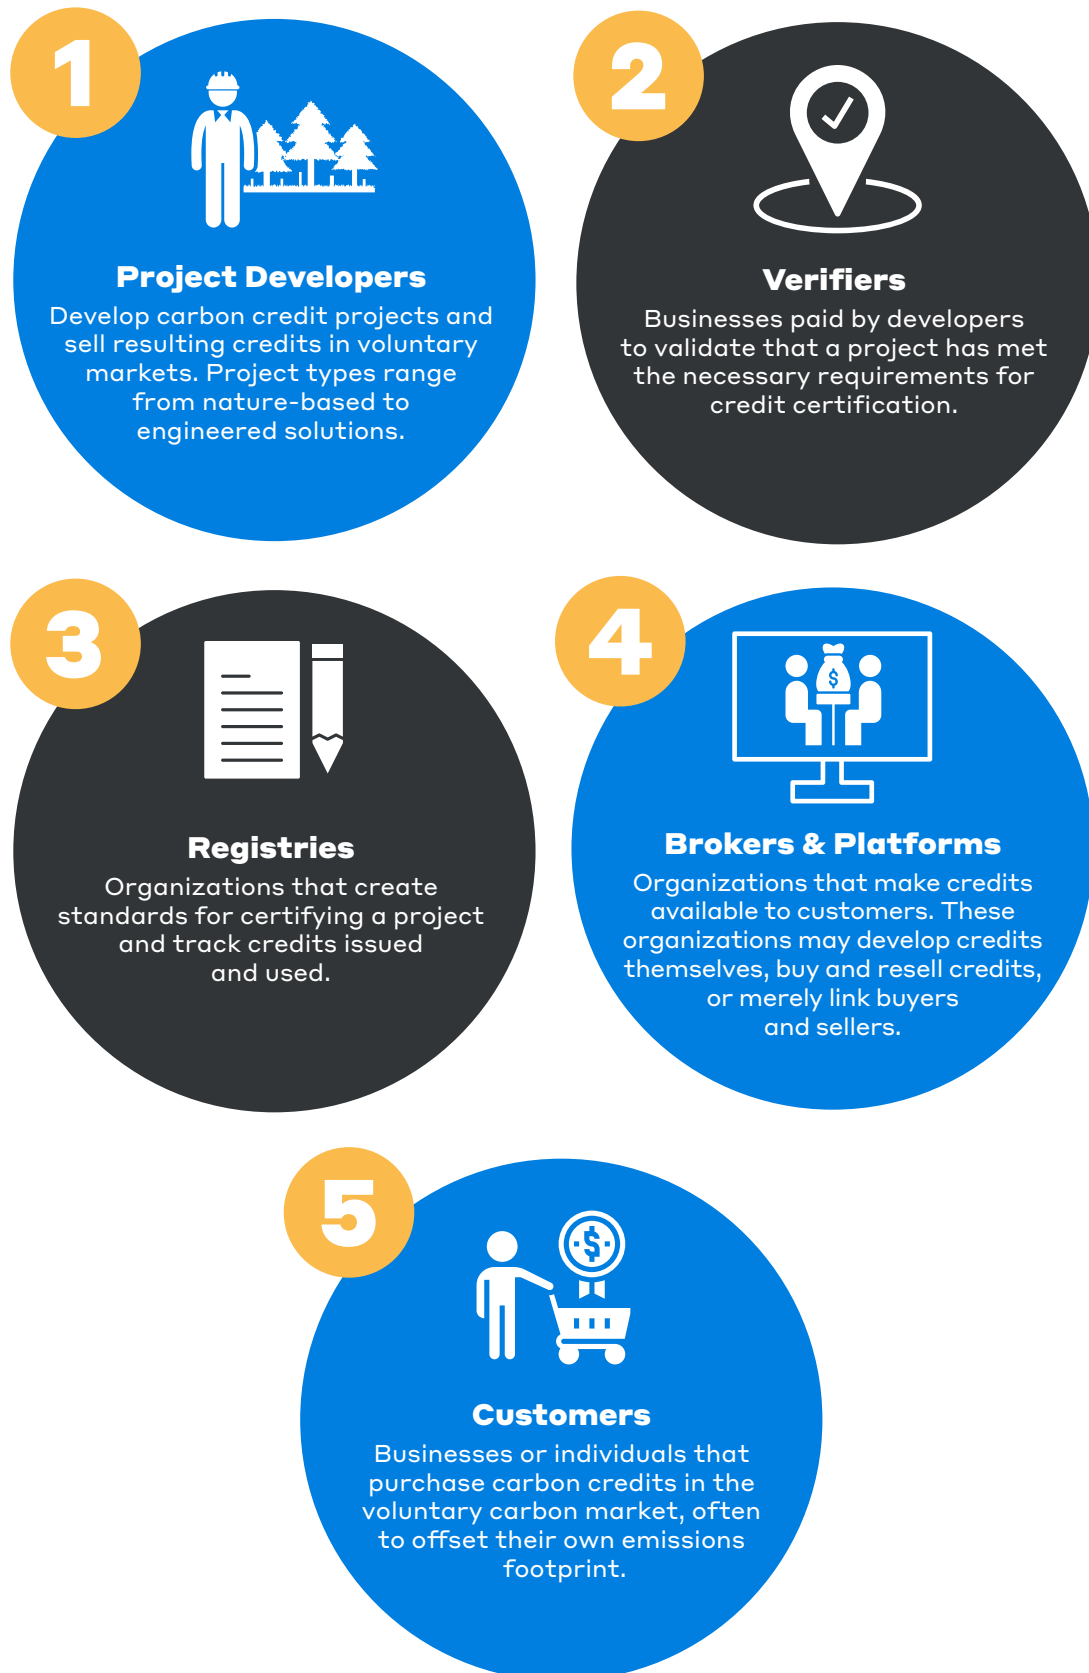 1
Project Developers
Develop carbon credit projects and
sell resulting credits in voluntary
markets. Project types range
from nature-based to
engineered solutions.
2
Verifiers
Businesses paid by developers
to validate that a project has met
the necessary requirements for
credit certification.
3
Registries
Organizations that create
standards for certifying a project
and track credits issued
and used.
4
$
Brokers & Platforms
Organizations that make credits
available to customers. These
organizations may develop credits
themselves, buy and resell credits,
or merely link buyers
and sellers.
5
$
Customers
Businesses or individuals that
purchase carbon credits in the
voluntary carbon market, often
to offset their own emissions
footprint.